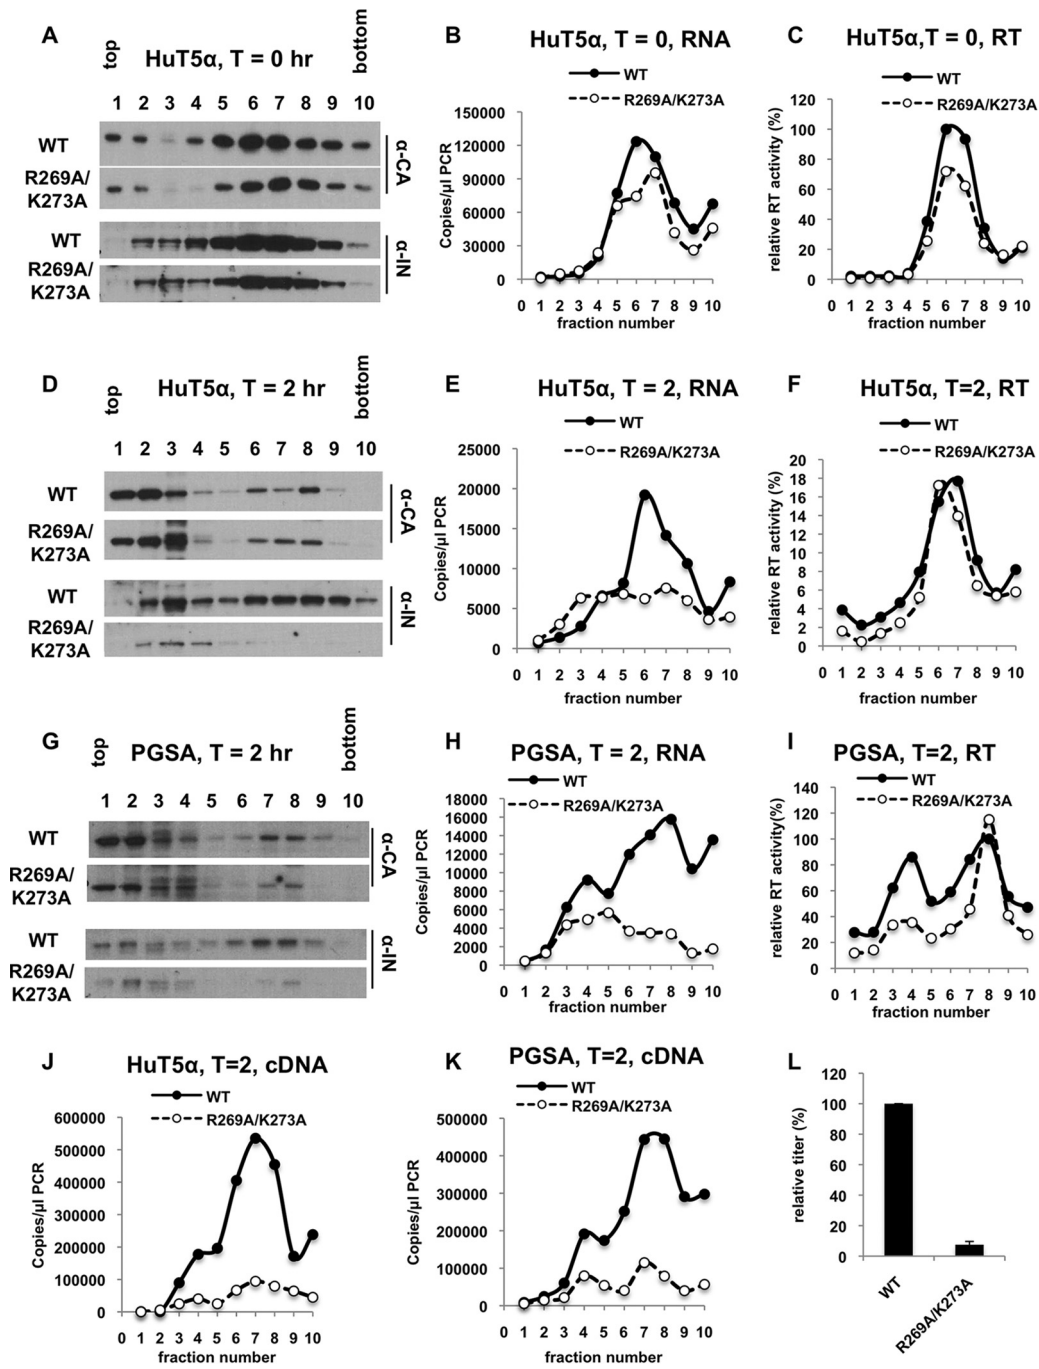 A
top
HuT5α, T = 0 hr
bottom
1 2 3 4 5 6 7 8 9 10
WT
R269A/
K273A
α-CA
WT
R269A/
K273A
α-IN
B
HuT5α, T = 0, RNA
WT
R269A/K273A
150000
120000
90000
60000
30000
0
Copies/µl PCR
0 1 2 3 4 5 6 7 8 9 10
fraction number
C
HuT5α,T = 0, RT
WT
R269A/K273A
120
100
80
60
40
20
0
relative RT activity (%)
0 1 2 3 4 5 6 7 8 9 10
fraction number
D
top
HuT5α, T = 2 hr
bottom
1 2 3 4 5 6 7 8 9 10
WT
R269A/
K273A
α-CA
WT
R269A/
K273A
α-IN
E
HuT5α, T = 2, RNA
WT
R269A/K273A
25000
20000
15000
10000
5000
0
Copies/µl PCR
0 1 2 3 4 5 6 7 8 9 10
fraction number
F
HuT5α, T=2, RT
WT
R269A/K273A
20
18
16
14
12
10
8
6
4
2
0
relative RT activity (%)
0 1 2 3 4 5 6 7 8 9 10
fraction number
G
top
PGSA, T = 2 hr
bottom
1 2 3 4 5 6 7 8 9 10
WT
R269A/
K273A
α-CA
WT
R269A/
K273A
α-IN
H
PGSA, T = 2, RNA
WT
R269A/K273A
18000
16000
14000
12000
10000
8000
6000
4000
2000
0
Copies/µl PCR
0 1 2 3 4 5 6 7 8 9 10
fraction number
I
PGSA, T=2, RT
WT
R269A/K273A
140
120
100
80
60
40
20
0
relative RT activity(%)
0 1 2 3 4 5 6 7 8 9 10
fraction number
J
HuT5α, T=2, cDNA
WT
R269A/K273A
600000
500000
400000
300000
200000
100000
0
Copies/µl PCR
0 1 2 3 4 5 6 7 8 9 10
fraction number
K
PGSA, T=2, cDNA
WT
R269A/K273A
500000
400000
300000
200000
100000
0
Copies/µl PCR
0 1 2 3 4 5 6 7 8 9 10
fraction number
L
120
100
80
60
40
20
0
relative titer (%)
WT
R269A/K273A